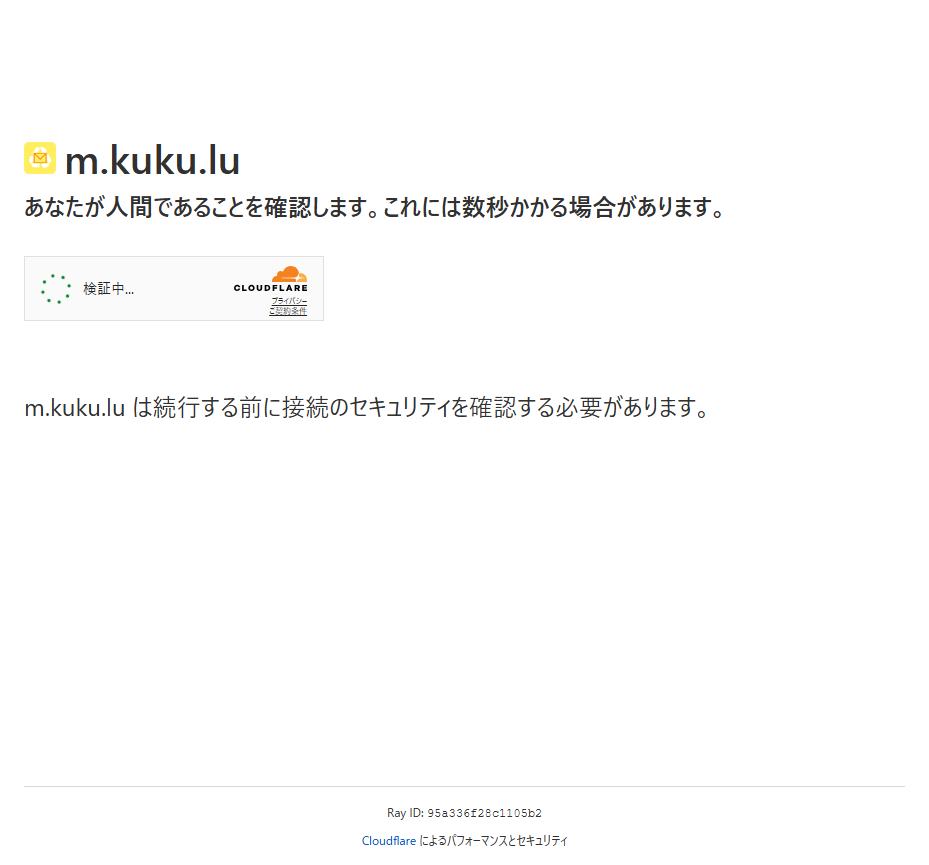 m.kuku.lu
あなたが人間であることを確認します。これには数秒かかる場合があります。
検証中...
CLOUDFLARE
プライバシー
ご契約条件
m.kuku.lu は続行する前に接続のセキュリティを確認する必要があります。
Ray ID: 95a336f28c1105b2
Cloudflare によるパフォーマンスとセキュリティ